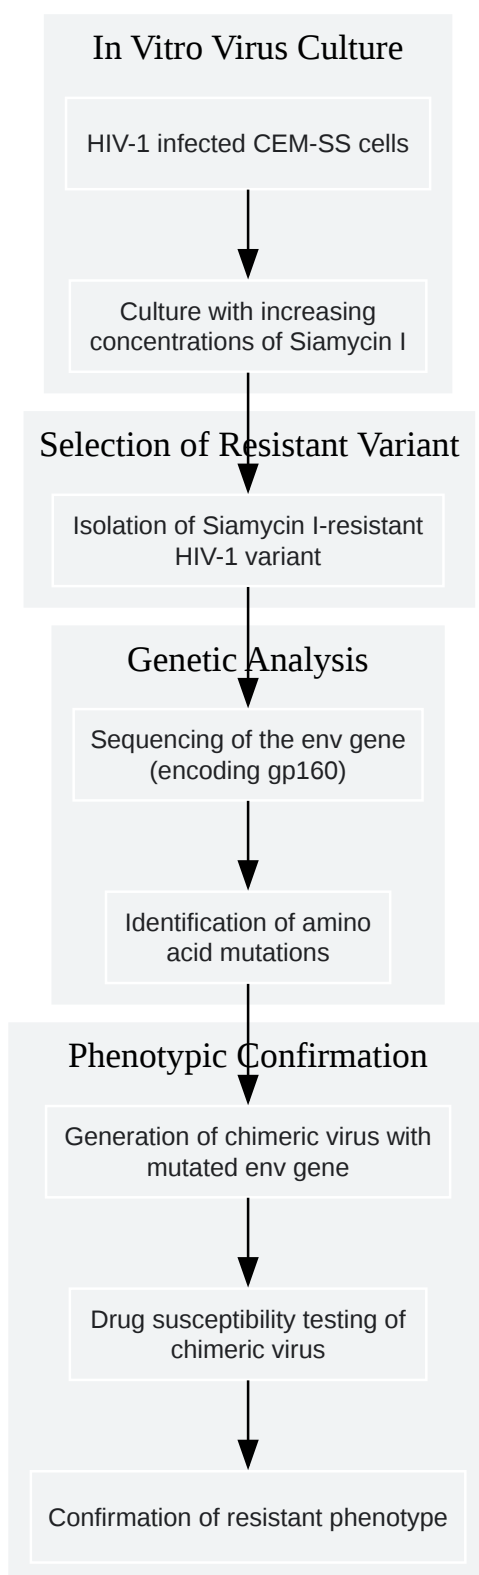 In Vitro Virus Culture
HIV-1 infected CEM-SS cells
Culture with increasing
concentrations of Siamycin I
Selection of Resistant Variant
Isolation of Siamycin I-resistant
HIV-1 variant
Genetic Analysis
Sequencing of the env gene
(encoding gp160)
Identification of amino
acid mutations
Phenotypic Confirmation
Generation of chimeric virus with
mutated env gene
Drug susceptibility testing of
chimeric virus
Confirmation of resistant phenotype